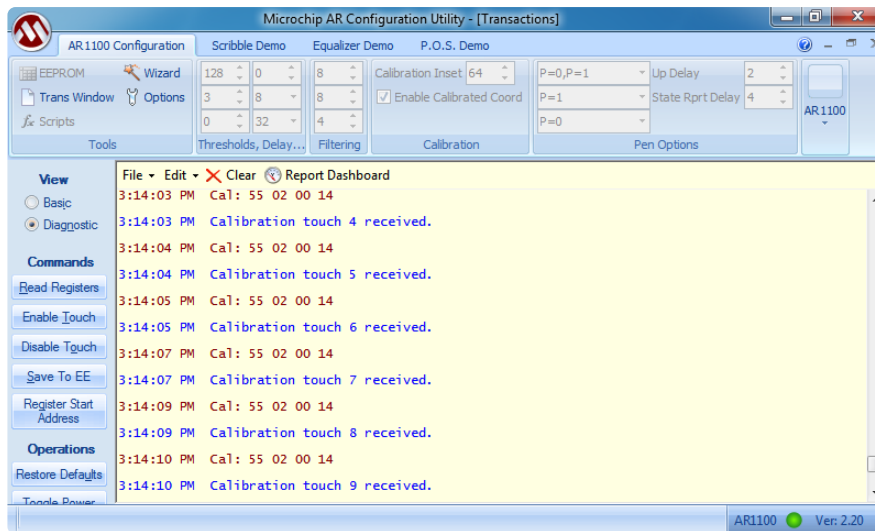 Microchip AR Configuration Utility - [Transactions]
AR1100 Configuration Scribble Demo Equalizer Demo P.O.S. Demo
EEPROM Wizard 128 0 8 Calibration Inset 64 P=0,P=1 Up Delay 2
Trans Window Options 3 8 8 Enable Calibrated Coord P=1 State Rprt Delay 4 AR1100
fx Scripts 0 32 4 P=0
Tools Thresholds, Delay... Filtering Calibration Pen Options
View File Edit Clear Report Dashboard
Basic 3:14:03 PM Cal: 55 02 00 14
Diagnostic 3:14:03 PM Calibration touch 4 received.
3:14:04 PM Cal: 55 02 00 14
Commands 3:14:04 PM Calibration touch 5 received.
Read Registers 3:14:05 PM Cal: 55 02 00 14
Enable Touch 3:14:05 PM Calibration touch 6 received.
Disable Touch 3:14:07 PM Cal: 55 02 00 14
Save To EE 3:14:07 PM Calibration touch 7 received.
Register Start Address 3:14:09 PM Cal: 55 02 00 14
3:14:09 PM Calibration touch 8 received.
Operations 3:14:10 PM Cal: 55 02 00 14
Restore Defaults 3:14:10 PM Calibration touch 9 received.
Toggle Power
AR1100 Ver: 2.20